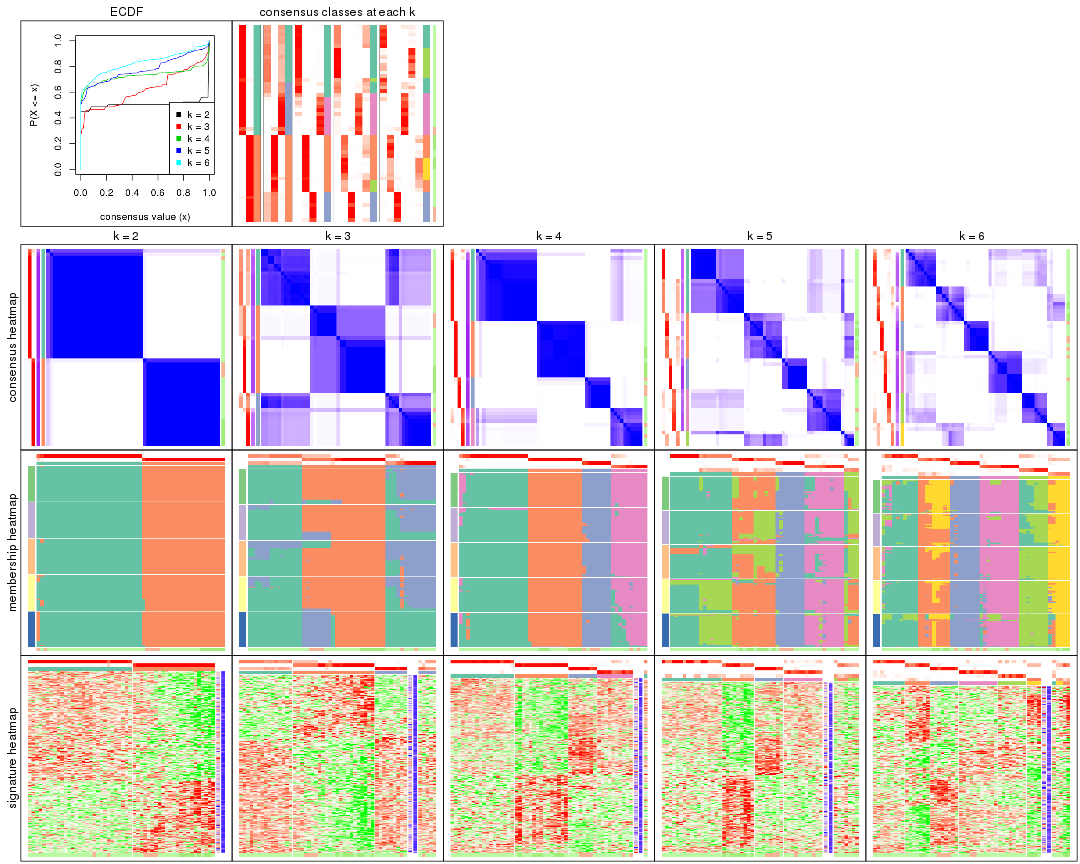 ECDF
consensus classes at each k
P(X <= x)
0.0 0.2 0.4 0.6 0.8 1.0
k = 2
k = 3
k = 4
k = 5
k = 6
0.0 0.2 0.4 0.6 0.8 1.0
consensus value (x)
k = 2 k = 3 k = 4 k = 5 k = 6
consensus heatmap
membership heatmap
signature heatmap